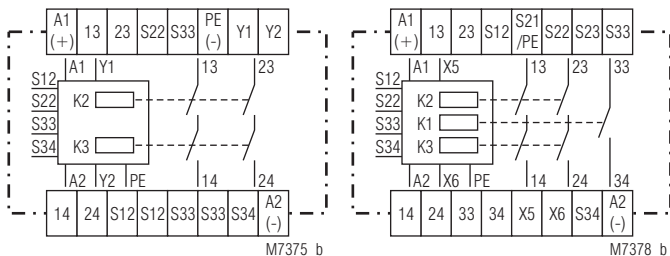 A1 (+) 13 23 S22 S33 PE (-) Y1 Y2
A1 Y1 13 23
S12
S22
S33
S34
K2
K3
A2 Y2 PE 14 24
14 24 S12 S12 S33 S33 S34 A2 (-)
M7375 b
A1 (+) 13 23 S12 S21 /PE S22 S23 S33
A1 X5 13 23 33
S12
S22
S33
S34
K2
K1
K3
A2 X6 PE 14 24 34
14 24 33 34 X5 X6 S34 A2 (-)
M7378 b